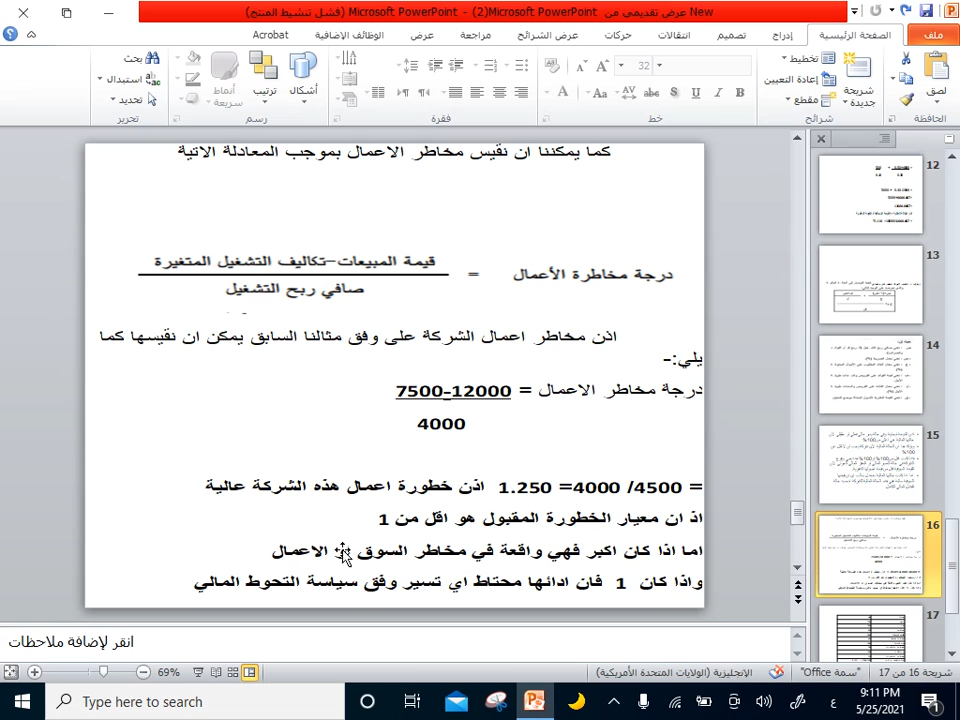 New عرض تقديمي من Microsoft PowerPoint(2) - Microsoft PowerPoint (فشل تنشيط المنتج)
ملف
الصفحة الرئيسية
إدراج
تصميم
انتقالات
حركات
عرض الشرائح
مراجعة
عرض
الوظائف الإضافية
Acrobat
لصق
الحافظة
شريحة جديدة
تخطيط
إعادة التعيين
مقطع
شرائح
32
خط
فقرة
أشكال
ترتيب
أنماط سريعة
رسم
بحث
استبدال
تحديد
تحرير
كما يمكننا ان نقيس مخاطر الاعمال بموجب المعادلة الاتية
درجة مخاطرة الأعمال = قيمة المبيعات–تكاليف التشغيل المتغيرة
صافي ربح التشغيل
اذن مخاطر اعمال الشركة على وفق مثالنا السابق يمكن ان نقيسها كما
يلي:-
درجة مخاطر الاعمال = 12000–7500
4000
= 4500/ 4000= 1.250 اذن خطورة اعمال هذه الشركة عالية
اذ ان معيار الخطورة المقبول هو اقل من 1
اما اذا كان اكبر فهي واقعة في مخاطر السوق الاعمال
واذا كان 1 فان ادائها محتاط اي تسير وفق سياسة التحوط المالي
12
13
14
15
16
17
انقر لإضافة ملاحظات
شريحة 16 من 17
"سمة Office"
الإنجليزية (الولايات المتحدة الأمريكية)
69%
Type here to search
ع
9:11 PM
5/25/2021
1